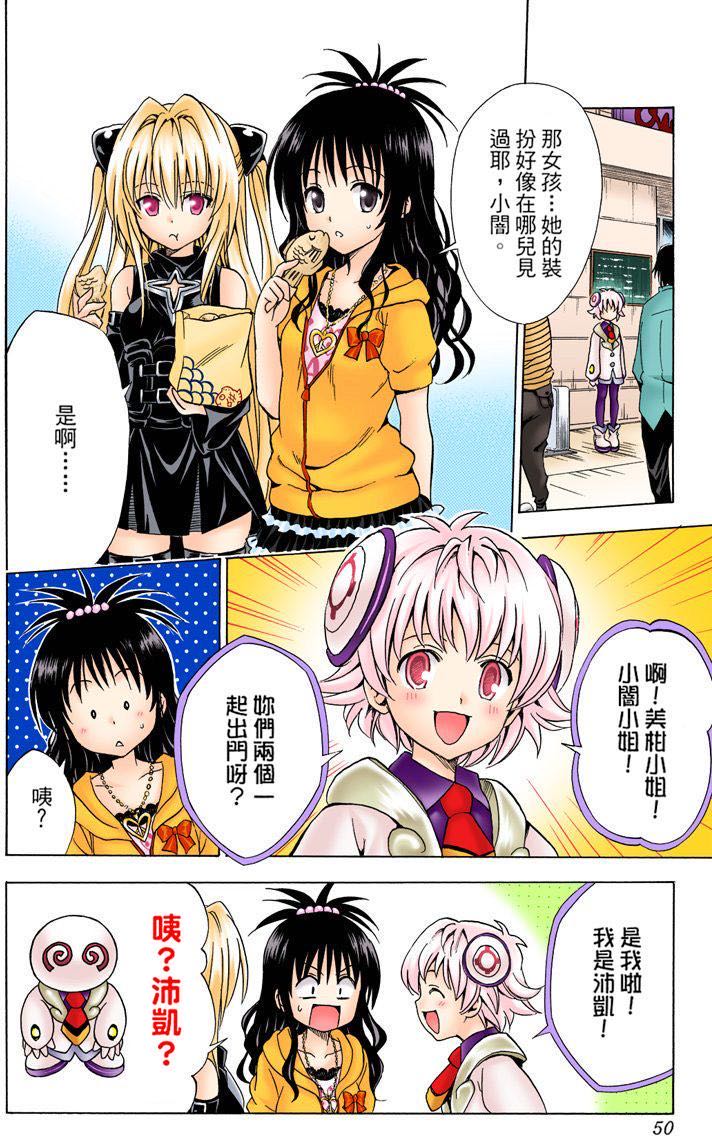 那女孩…她的裝
扮好像在哪兒見
過耶，小闇。
是啊……
啊！美柑小姐！
小闇小姐！
妳們兩個一
起出門呀？
咦？
是我啦！
我是沛凱！
咦？沛凱？
50